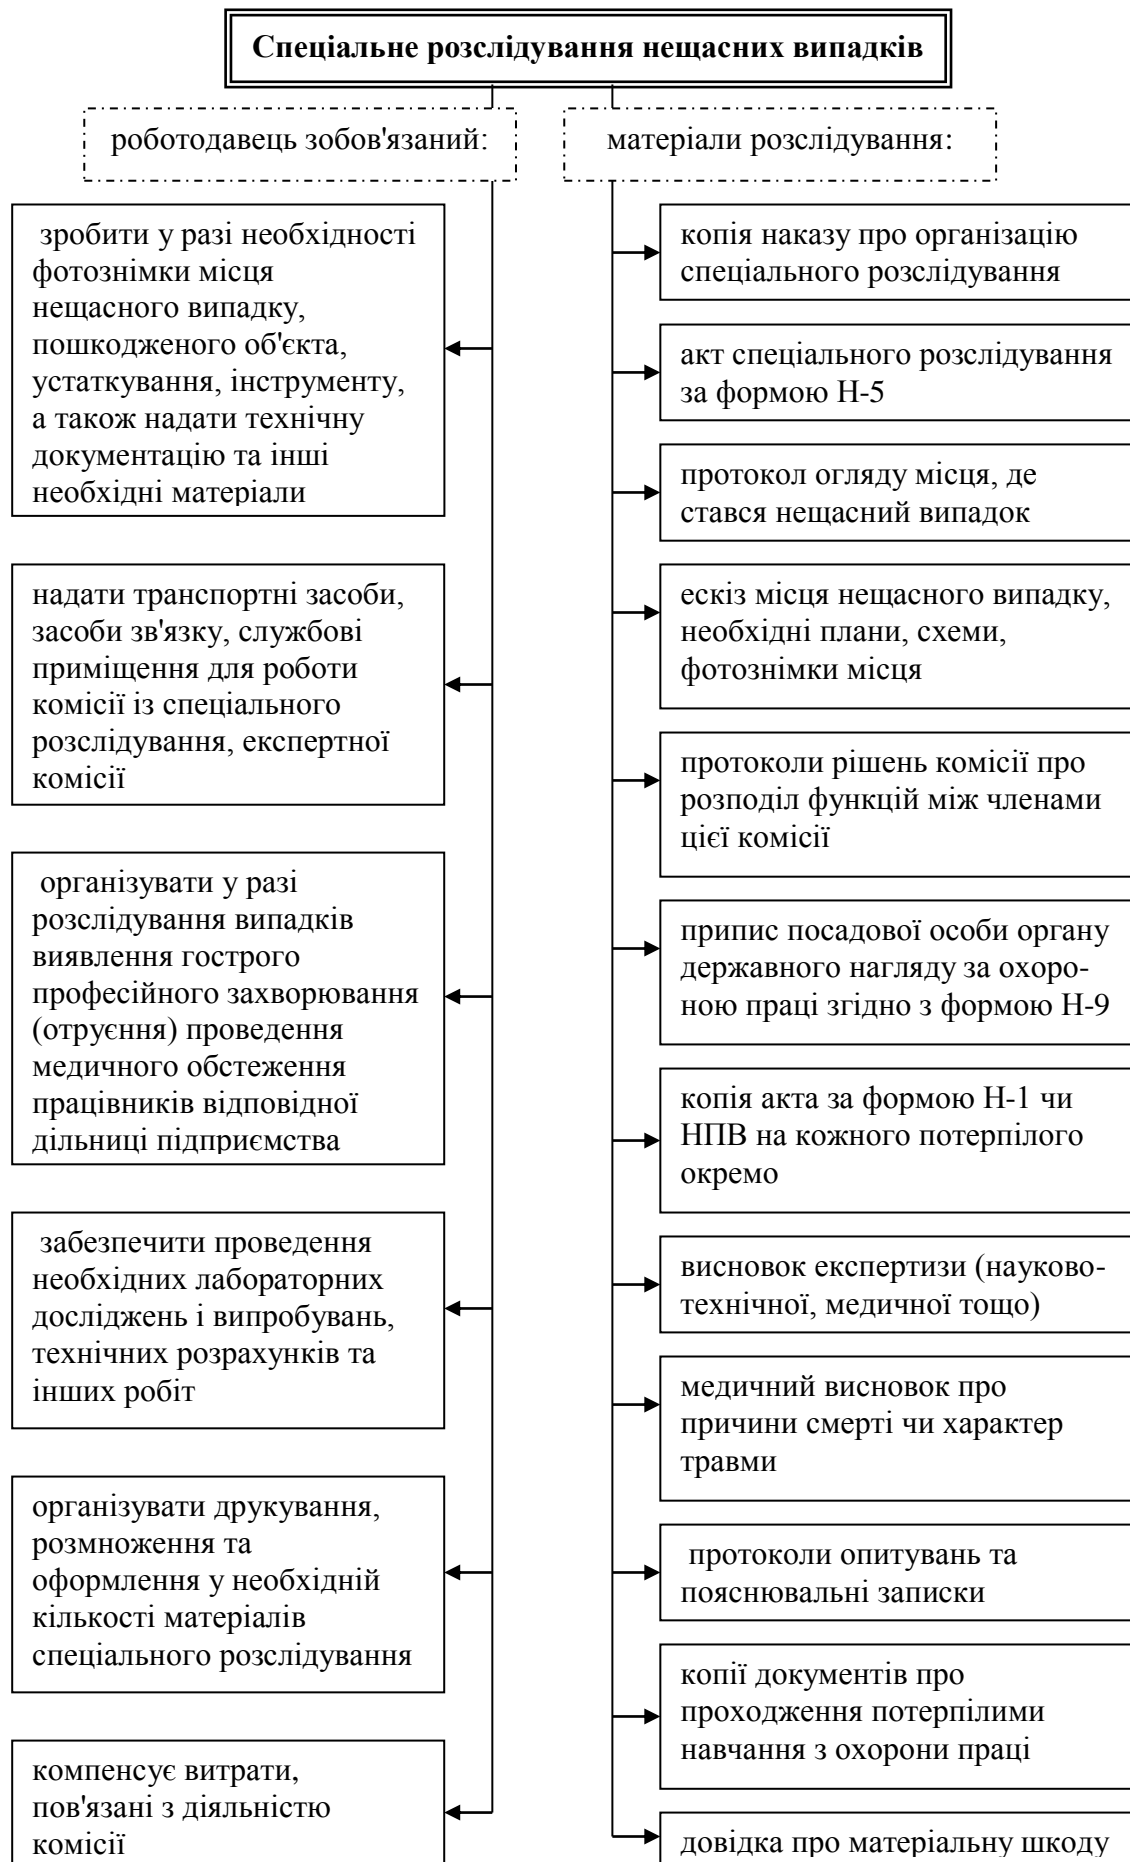 Спеціальне розслідування нещасних випадків
роботодавець зобов'язаний:
зробити у разі необхідності
фотознімки місця
нещасного випадку,
пошкодженого об'єкта,
устаткування, інструменту,
а також надати технічну
документацію та інші
необхідні матеріали
надати транспортні засоби,
засоби зв'язку, службові
приміщення для роботи
комісії із спеціального
розслідування, експертної
комісії
організувати у разі
розслідування випадків
виявлення гострого
професійного захворювання
(отруєння) проведення
медичного обстеження
працівників відповідної
дільниці підприємства
забезпечити проведення
необхідних лабораторних
досліджень і випробувань,
технічних розрахунків та
інших робіт
організувати друкування,
розмноження та
оформлення у необхідній
кількості матеріалів
спеціального розслідування
компенсує витрати,
пов'язані з діяльністю
комісії
матеріали розслідування:
копія наказу про організацію
спеціального розслідування
акт спеціального розслідування
за формою Н-5
протокол огляду місця, де
стався нещасний випадок
ескіз місця нещасного випадку,
необхідні плани, схеми,
фотознімки місця
протоколи рішень комісії про
розподіл функцій між членами
цієї комісії
припис посадової особи органу
державного нагляду за охоро-
ною праці згідно з формою Н-9
копія акта за формою Н-1 чи
НПВ на кожного потерпілого
окремо
висновок експертизи (науково-
технічної, медичної тощо)
медичний висновок про
причини смерті чи характер
травми
протоколи опитувань та
пояснювальні записки
копії документів про
проходження потерпілими
навчання з охорони праці
довідка про матеріальну шкоду